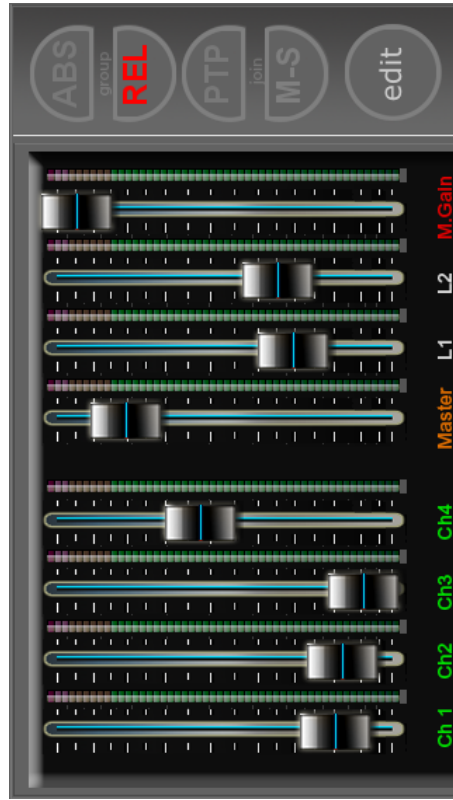 ABS
group
REL
PTP
join
M-S
edit
Ch 1 Ch2 Ch3 Ch4 Master L1 L2 M.Gain